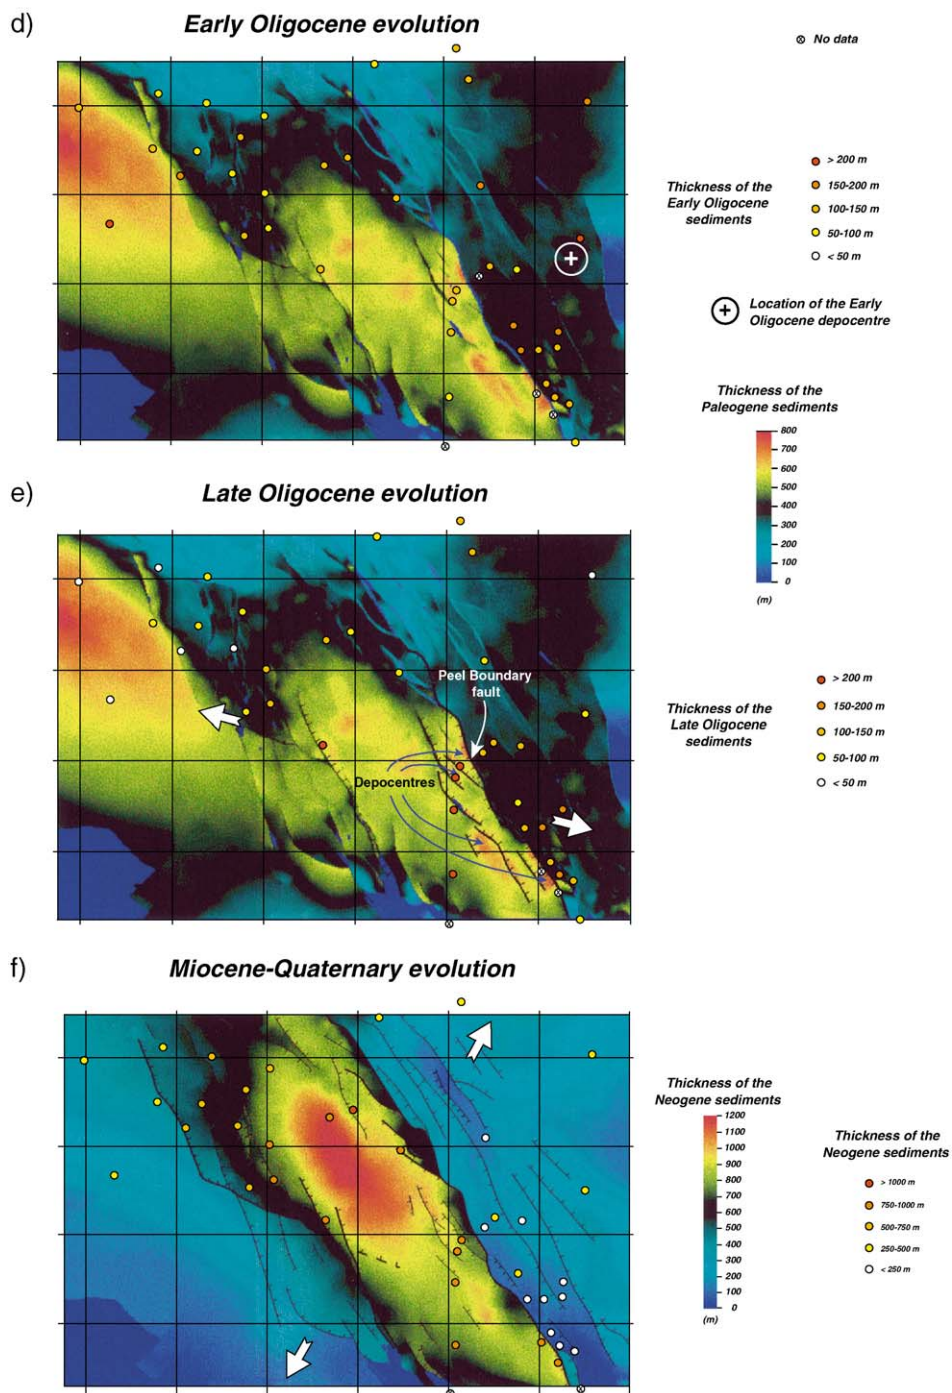 d)
Early Oligocene evolution
No data
Thickness of the
Early Oligocene
sediments
> 200 m
150-200 m
100-150 m
50-100 m
< 50 m
Location of the Early
Oligocene depocentre
Thickness of the
Paleogene sediments
800
700
600
500
400
300
200
100
0
(m)
e)
Late Oligocene evolution
Peel Boundary
fault
Depocentres
Thickness of the
Late Oligocene
sediments
> 200 m
150-200 m
100-150 m
50-100 m
< 50 m
f)
Miocene-Quaternary evolution
Thickness of the
Neogene sediments
1200
1100
1000
900
800
700
600
500
400
300
200
100
0
(m)
Thickness of the
Neogene sediments
> 1000 m
750-1000 m
500-750 m
250-500 m
< 250 m